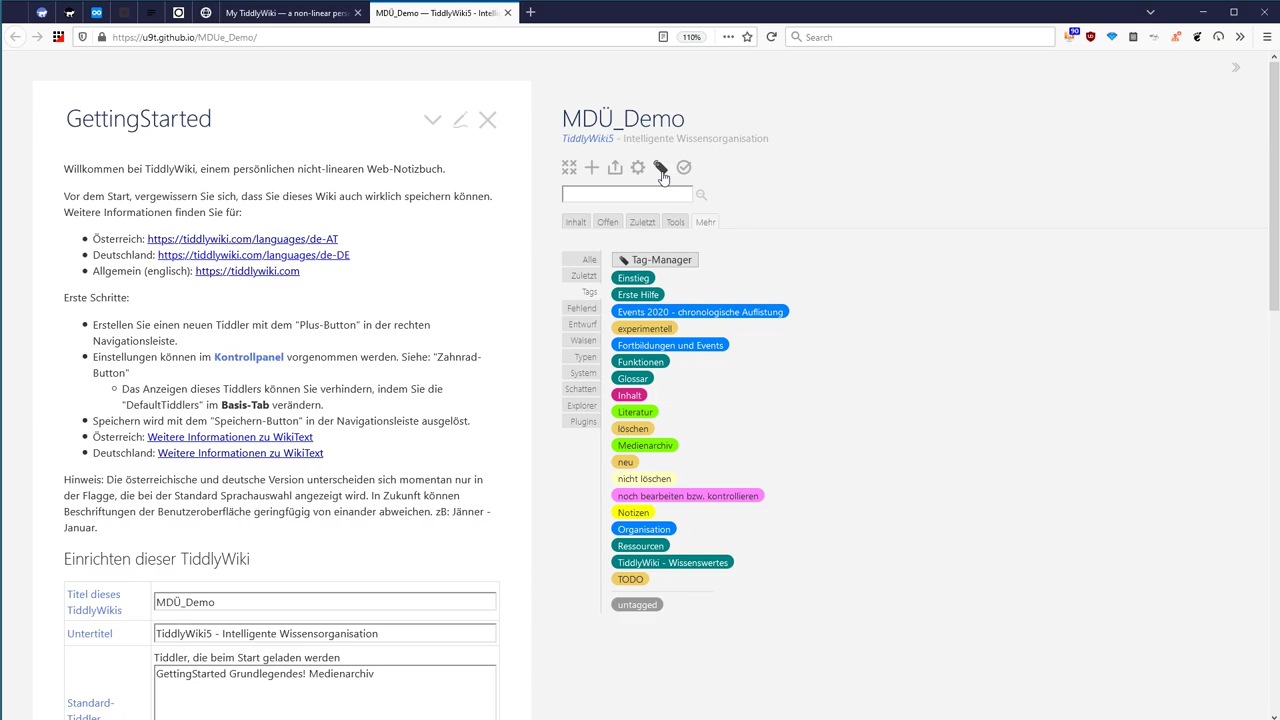 My TiddlyWiki — a non-linear pers
MDÜ_Demo — TiddlyWiki5 - Intelli
https://u9t.github.io/MDUe_Demo/
110%
Search
90
GettingStarted
Willkommen bei TiddlyWiki, einem persönlichen nicht-linearen Web-Notizbuch.
Vor dem Start, vergewissern Sie sich, dass Sie dieses Wiki auch wirklich speichern können.
Weitere Informationen finden Sie für:
Österreich: https://tiddlywiki.com/languages/de-AT
Deutschland: https://tiddlywiki.com/languages/de-DE
Allgemein (englisch): https://tiddlywiki.com
Erste Schritte:
Erstellen Sie einen neuen Tiddler mit dem "Plus-Button" in der rechten
Navigationsleiste.
Einstellungen können im Kontrollpanel vorgenommen werden. Siehe: "Zahnrad-
Button"
Das Anzeigen dieses Tiddlers können Sie verhindern, indem Sie die
"DefaultTiddlers" im Basis-Tab verändern.
Speichern wird mit dem "Speichern-Button" in der Navigationsleiste ausgelöst.
Österreich: Weitere Informationen zu WikiText
Deutschland: Weitere Informationen zu WikiText
Hinweis: Die österreichische und deutsche Version unterscheiden sich momentan nur in
der Flagge, die bei der Standard Sprachauswahl angezeigt wird. In Zukunft können
Beschriftungen der Benutzeroberfläche geringfügig von einander abweichen. zB: Jänner -
Januar.
Einrichten dieser TiddlyWiki
Titel dieses
TiddlyWikis
MDÜ_Demo
Untertitel
TiddlyWiki5 - Intelligente Wissensorganisation
Tiddler, die beim Start geladen werden
GettingStarted Grundlegendes! Medienarchiv
Standard-
Tiddler
MDÜ_Demo
TiddlyWiki5 - Intelligente Wissensorganisation
Inhalt
Offen
Zuletzt
Tools
Mehr
Alle
Zuletzt
Tags
Fehlend
Entwurf
Waisen
Typen
System
Schatten
Explorer
Plugins
Tag-Manager
Einstieg
Erste Hilfe
Events 2020 - chronologische Auflistung
experimentell
Fortbildungen und Events
Funktionen
Glossar
Inhalt
Literatur
löschen
Medienarchiv
neu
nicht löschen
noch bearbeiten bzw. kontrollieren
Notizen
Organisation
Ressourcen
TiddlyWiki - Wissenswertes
TODO
untagged